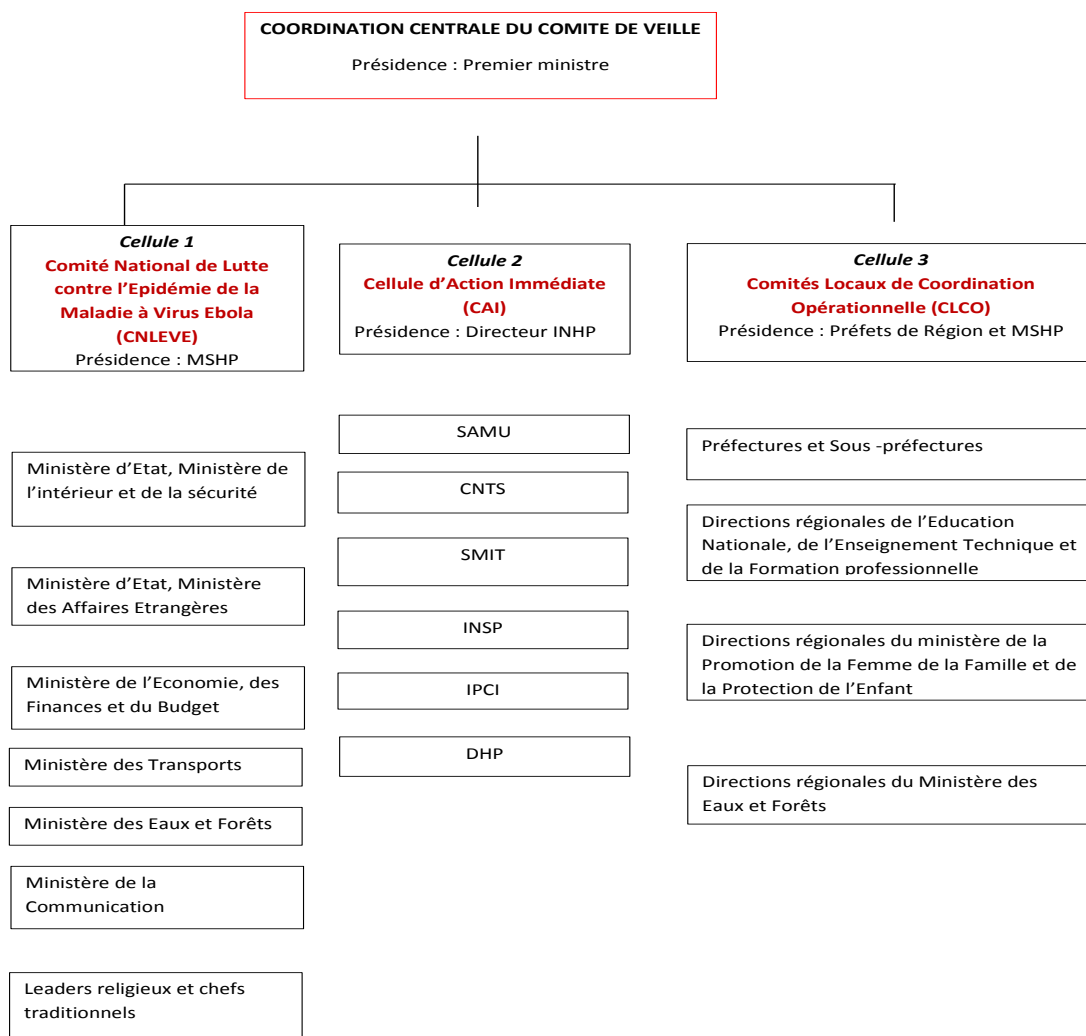 COORDINATION CENTRALE DU COMITE DE VEILLE
Présidence : Premier ministre
Cellule 1
Comité National de Lutte
contre l’Epidémie de la
Maladie à Virus Ebola
(CNLEVE)
Présidence : MSHP
Ministère d’Etat, Ministère de
l’intérieur et de la sécurité
Ministère d’Etat, Ministère
des Affaires Etrangères
Ministère de l’Economie, des
Finances et du Budget
Ministère des Transports
Ministère des Eaux et Forêts
Ministère de la
Communication
Leaders religieux et chefs
traditionnels
Cellule 2
Cellule d’Action Immédiate
(CAI)
Présidence : Directeur INHP
SAMU
CNTS
SMIT
INSP
IPCI
DHP
Cellule 3
Comités Locaux de Coordination
Opérationnelle (CLCO)
Présidence : Préfets de Région et MSHP
Préfectures et Sous -préfectures
Directions régionales de l’Education
Nationale, de l’Enseignement Technique et
de la Formation professionnelle
Directions régionales du ministère de la
Promotion de la Femme de la Famille et de
la Protection de l’Enfant
Directions régionales du Ministère des
Eaux et Forêts